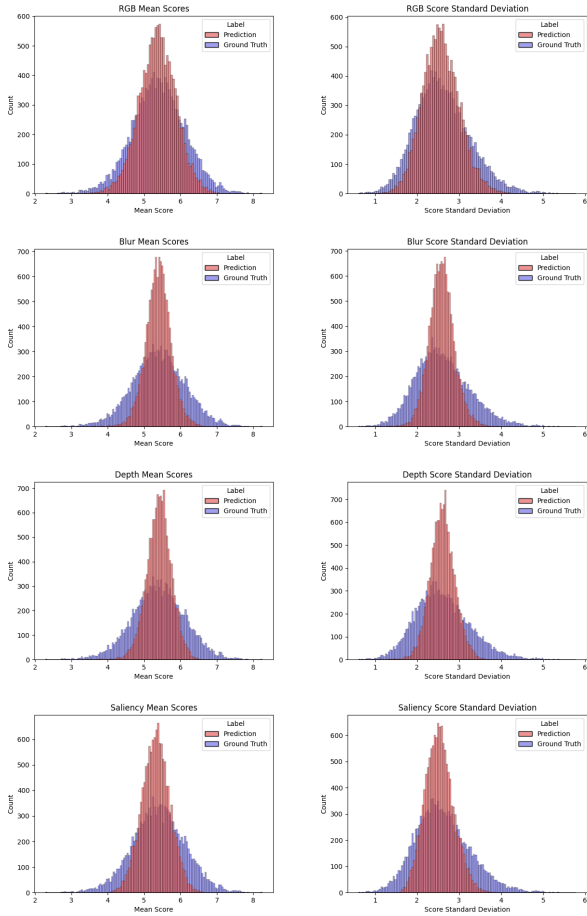 RGB Mean Scores
600
500
400
300
200
100
0
Count
2 3 4 5 6 7 8
Mean Score
Label
Prediction
Ground Truth
RGB Score Standard Deviation
600
500
400
300
200
100
0
Count
1 2 3 4 5 6
Score Standard Deviation
Label
Prediction
Ground Truth
Blur Mean Scores
700
600
500
400
300
200
100
0
Count
2 3 4 5 6 7 8
Mean Score
Label
Prediction
Ground Truth
Blur Score Standard Deviation
700
600
500
400
300
200
100
0
Count
1 2 3 4 5 6
Score Standard Deviation
Label
Prediction
Ground Truth
Depth Mean Scores
700
600
500
400
300
200
100
0
Count
2 3 4 5 6 7 8
Mean Score
Label
Prediction
Ground Truth
Depth Score Standard Deviation
700
600
500
400
300
200
100
0
Count
1 2 3 4 5 6
Score Standard Deviation
Label
Prediction
Ground Truth
Saliency Mean Scores
600
500
400
300
200
100
0
Count
2 3 4 5 6 7 8
Mean Score
Label
Prediction
Ground Truth
Saliency Score Standard Deviation
600
500
400
300
200
100
0
Count
1 2 3 4 5 6
Score Standard Deviation
Label
Prediction
Ground Truth